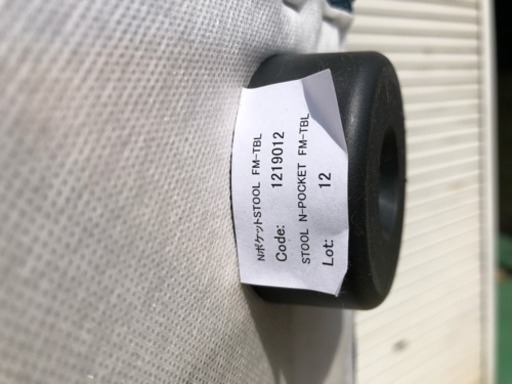 NポケットSTOOL FM-TBL
Code: 1219012
STOOL N-POCKET FM-TBL
Lot: 12